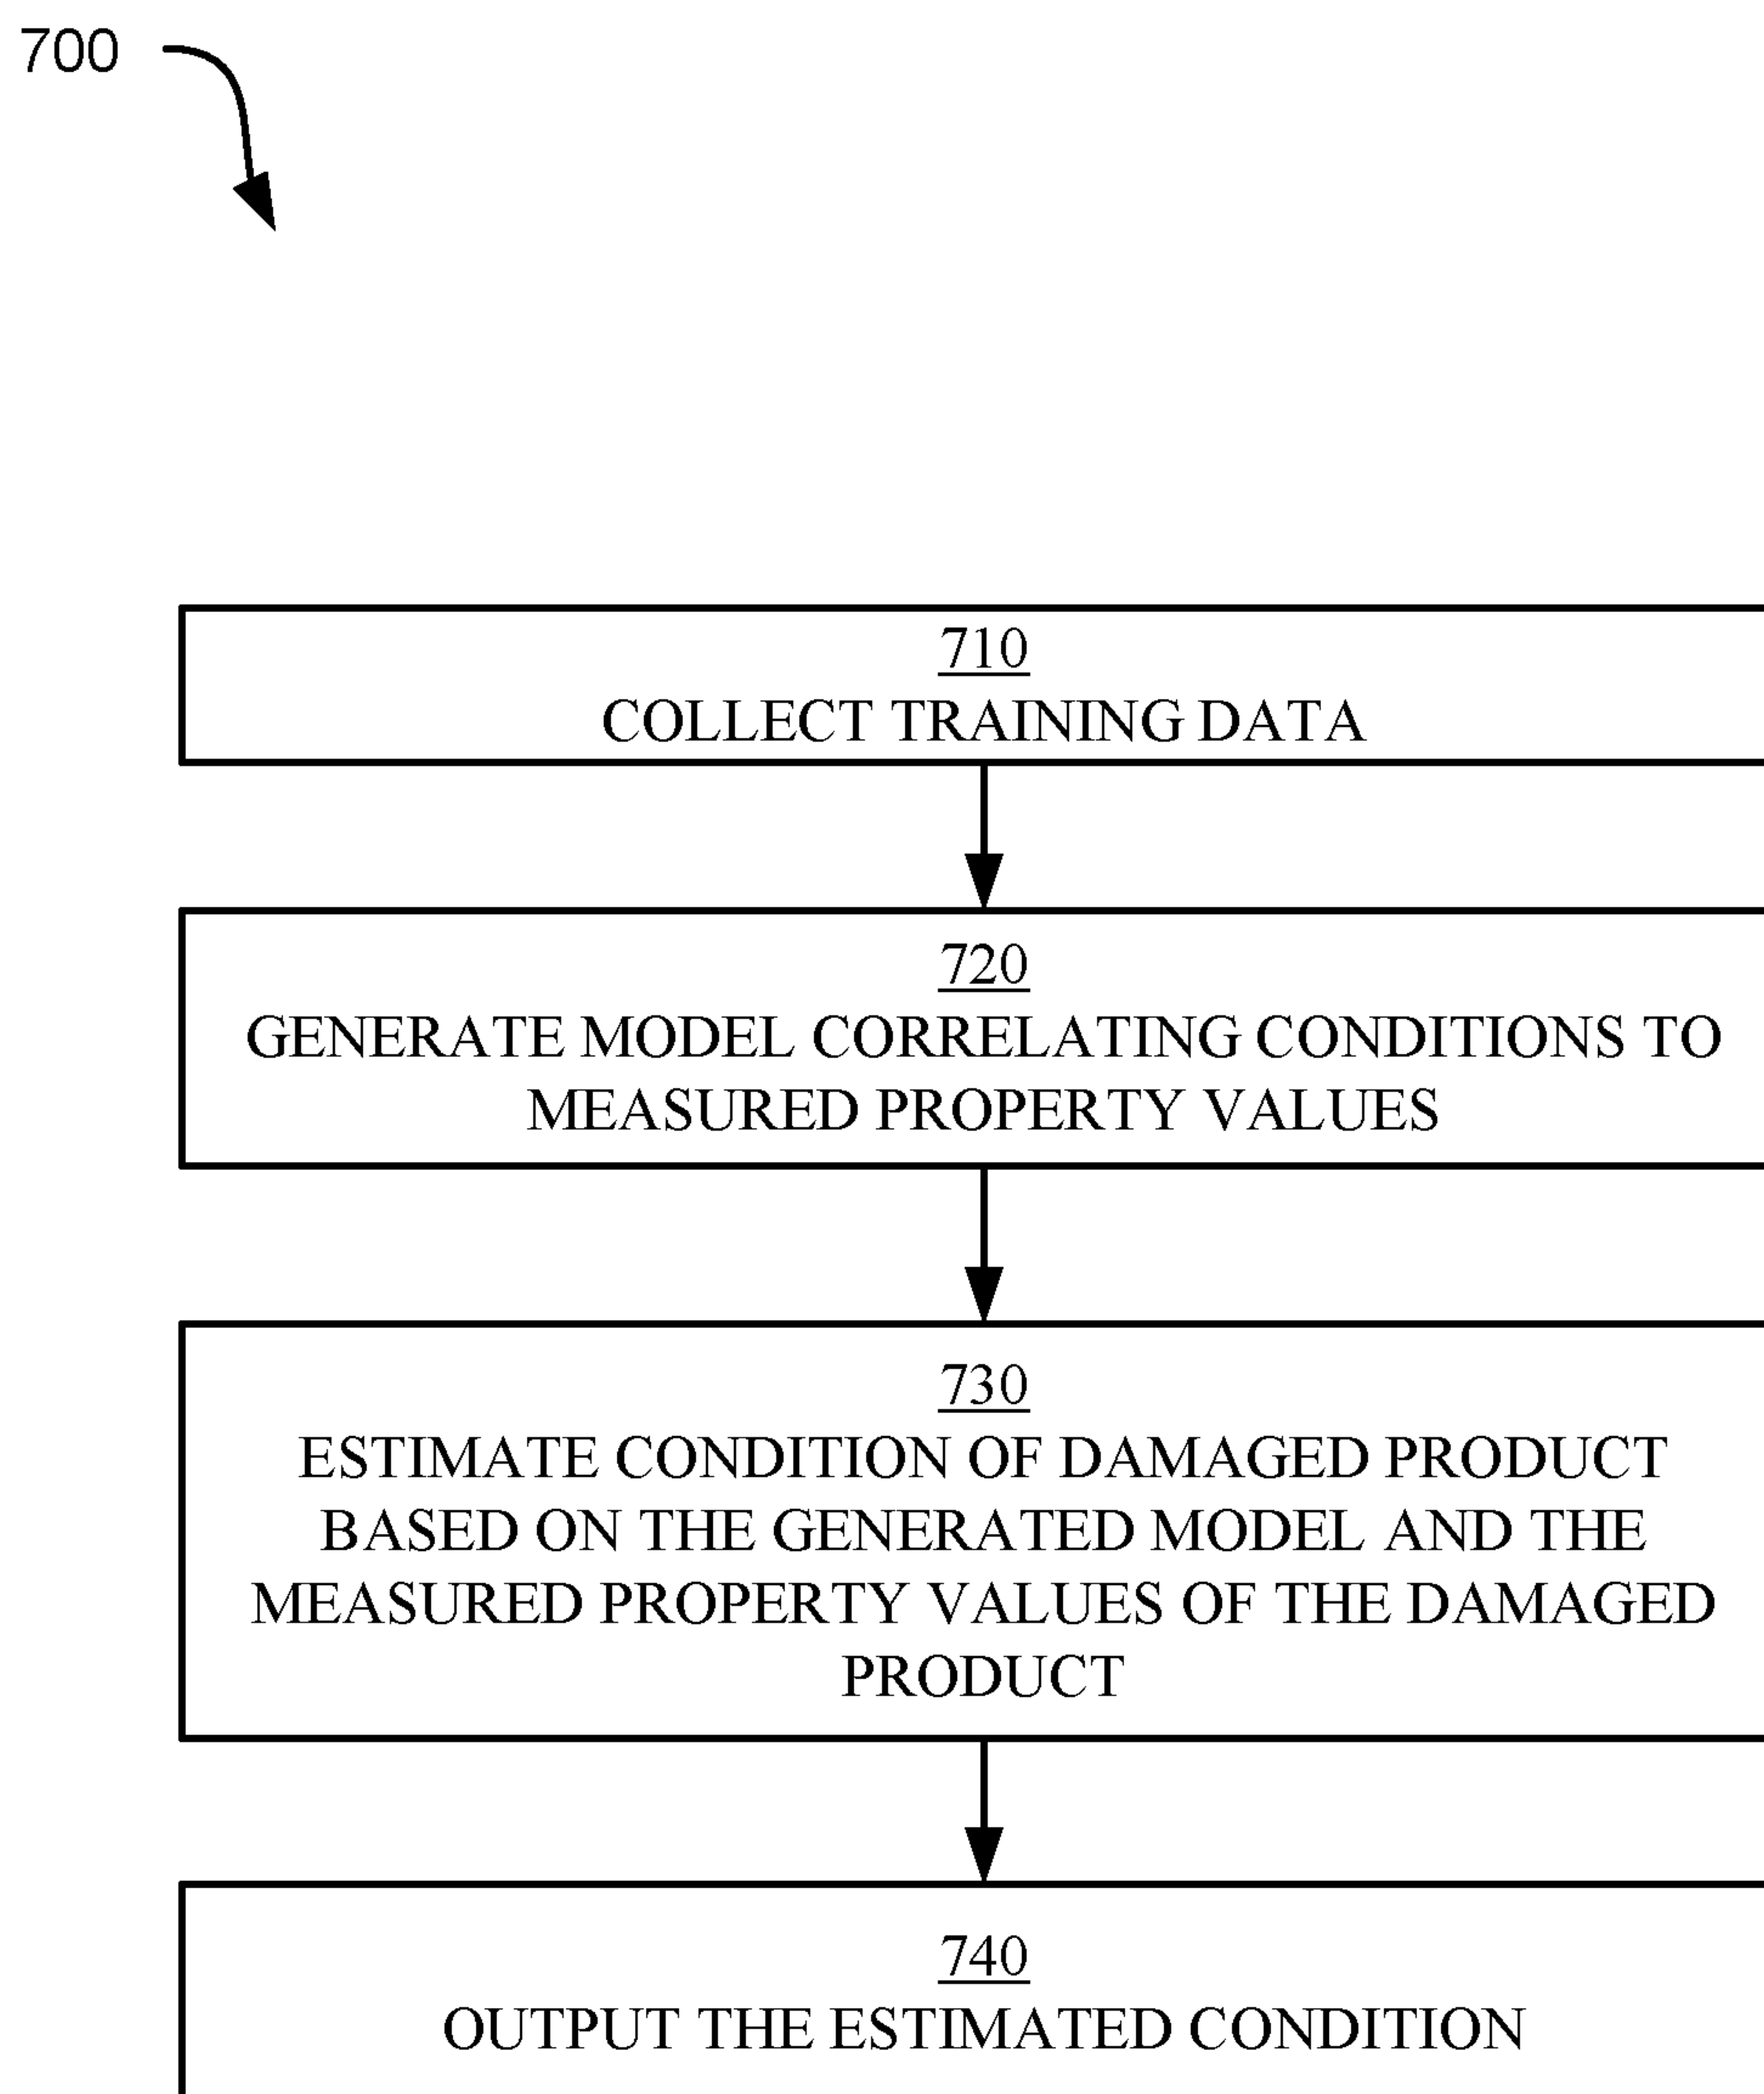 700
710
COLLECT TRAINING DATA
720
GENERATE MODEL CORRELATING CONDITIONS TO
MEASURED PROPERTY VALUES
730
ESTIMATE CONDITION OF DAMAGED PRODUCT
BASED ON THE GENERATED MODEL AND THE
MEASURED PROPERTY VALUES OF THE DAMAGED
PRODUCT
740
OUTPUT THE ESTIMATED CONDITION